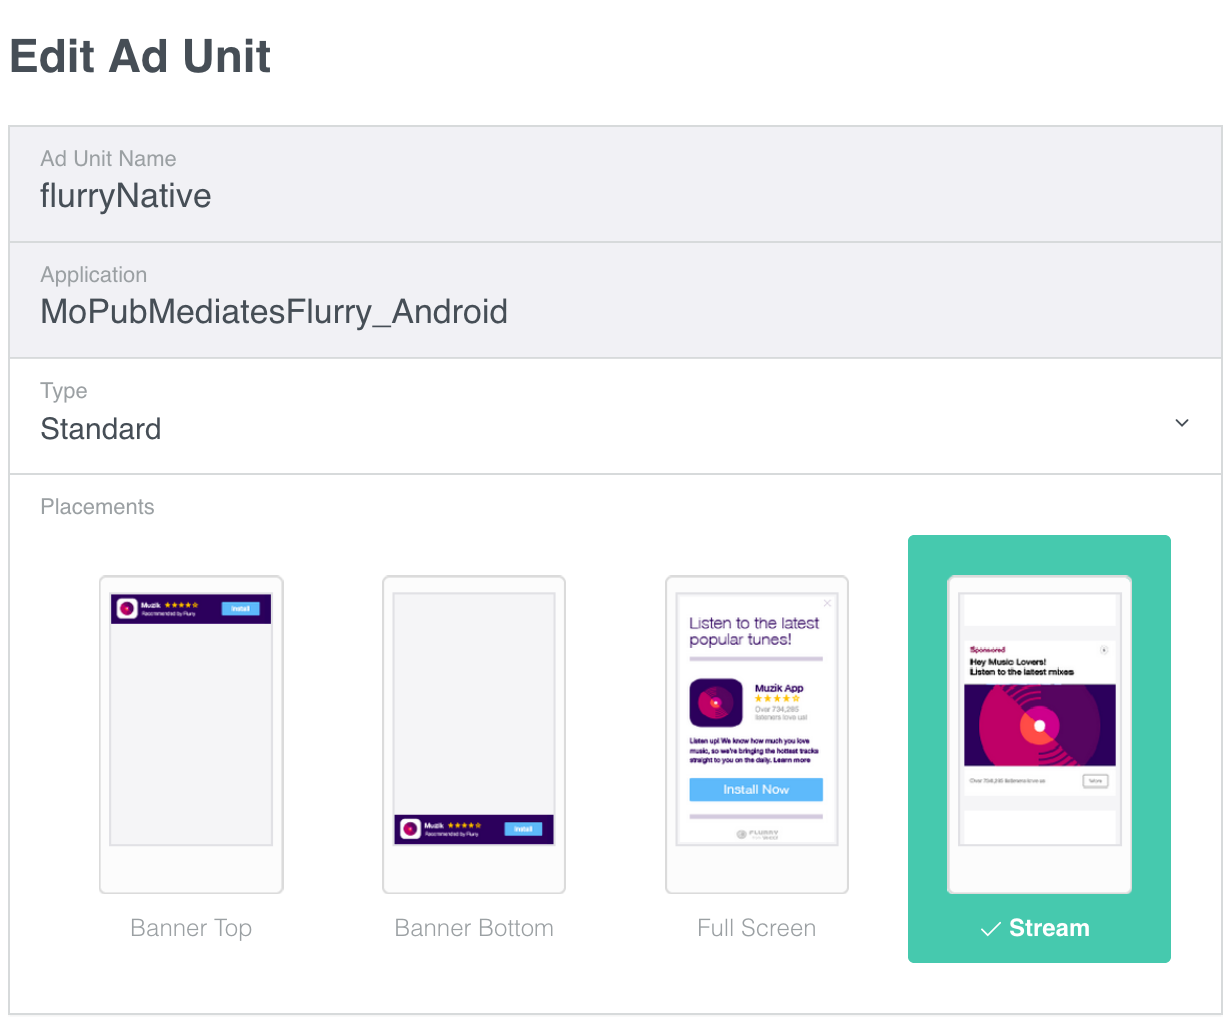 Edit Ad Unit
Ad Unit Name
flurryNative
Application
MoPubMediatesFlurry_Android
Type
Standard
Placements
Muzik
Recommended by Flurry
Install
Banner Top
Muzik
Recommended by Flurry
Install
Banner Bottom
Listen to the latest
popular tunes!
Muzik App
Over 734,285
listeners love us!
Listen up! We know how much you love
music, so we're bringing the hottest tracks
straight to you on the daily. Learn more
Install Now
FLURRY
Full Screen
Sponsored
Hey Music Lovers!
Listen to the latest mixes
Over 734,285 listeners love us
More
Stream